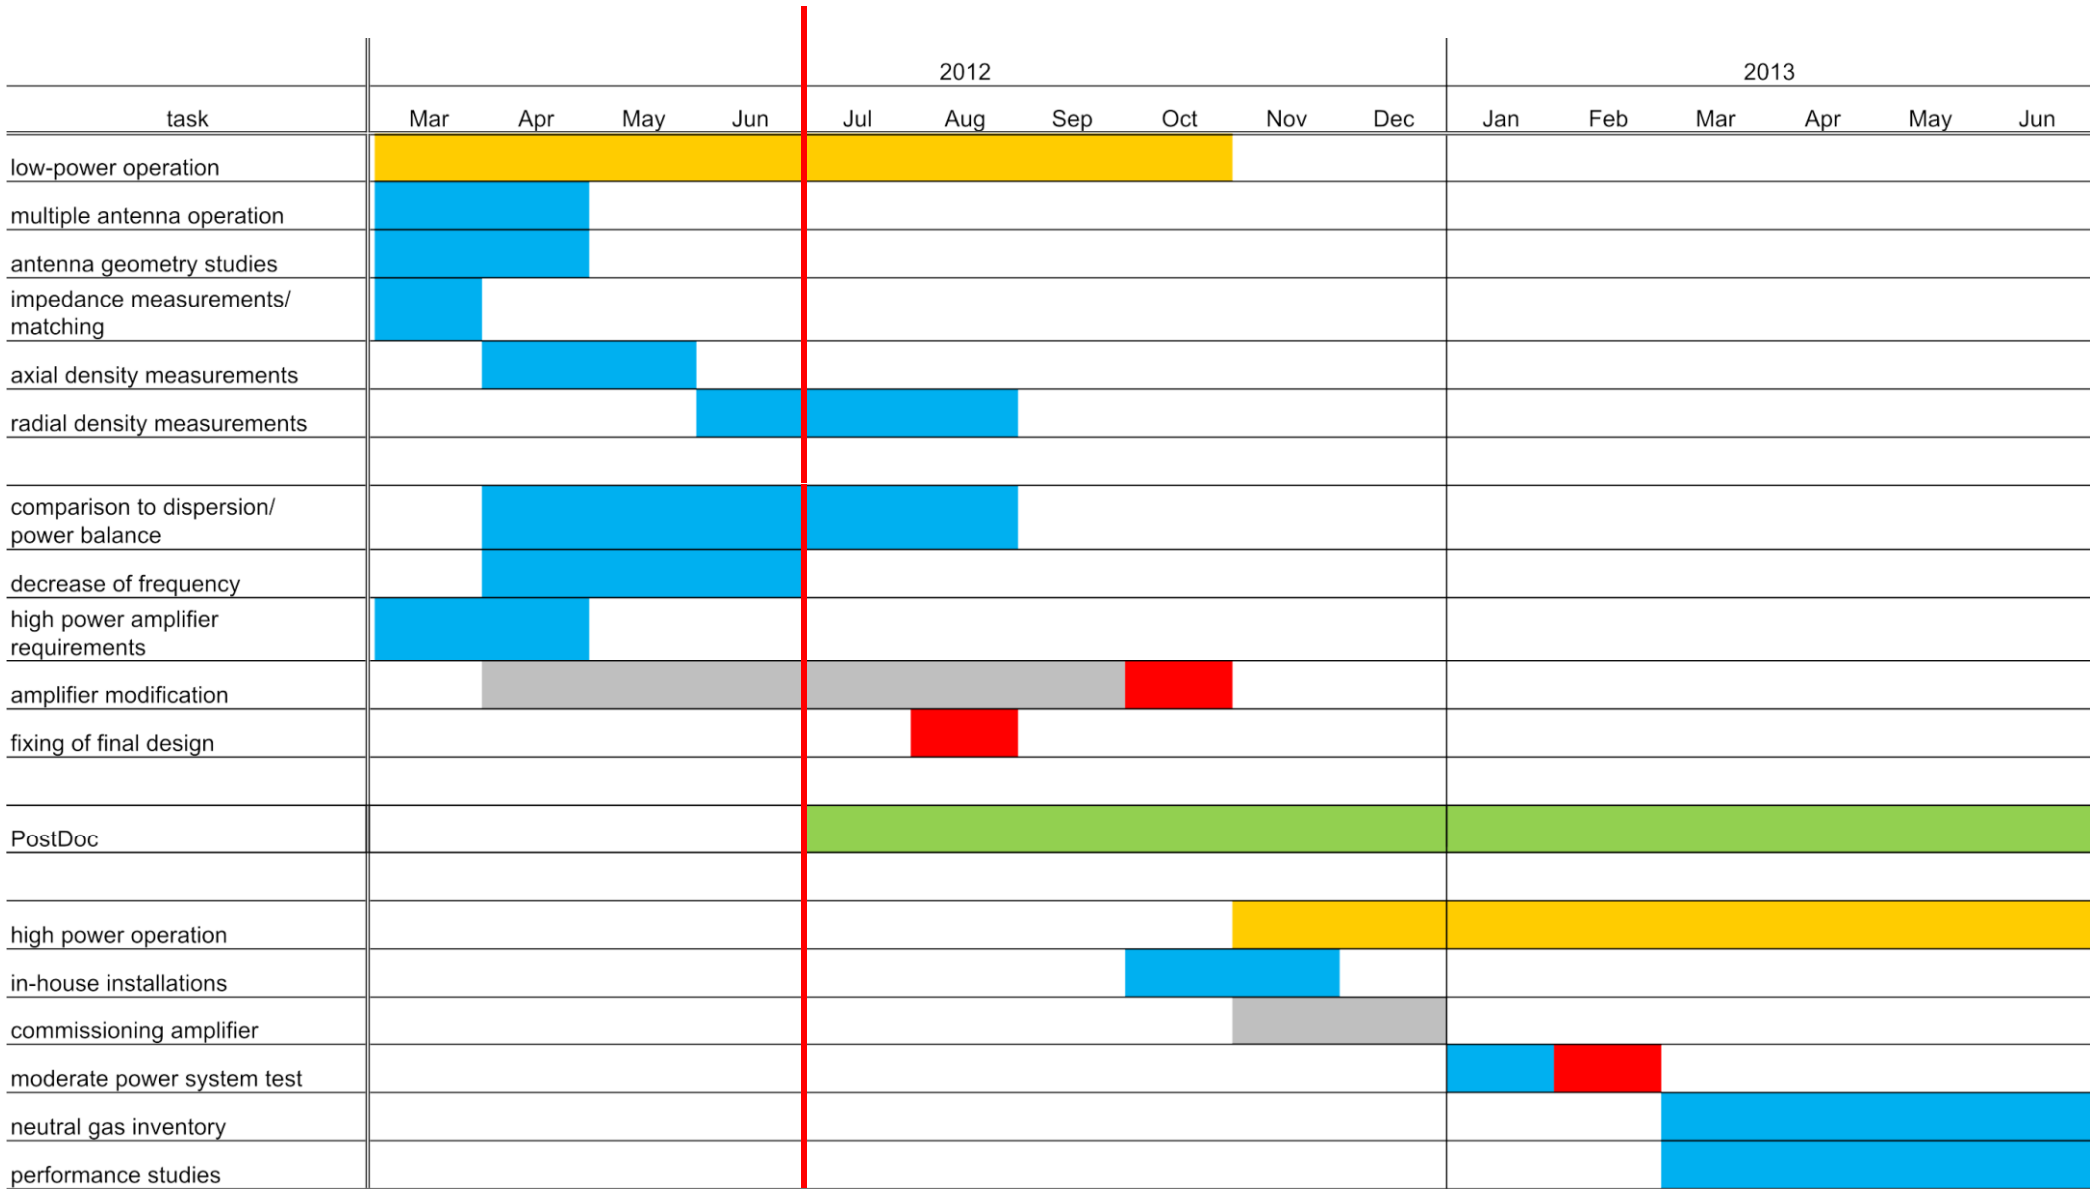 2012 2013
task Mar Apr May Jun Jul Aug Sep Oct Nov Dec Jan Feb Mar Apr May Jun
low-power operation
multiple antenna operation
antenna geometry studies
impedance measurements/
matching
axial density measurements
radial density measurements
comparison to dispersion/
power balance
decrease of frequency
high power amplifier
requirements
amplifier modification
fixing of final design
PostDoc
high power operation
in-house installations
commissioning amplifier
moderate power system test
neutral gas inventory
performance studies